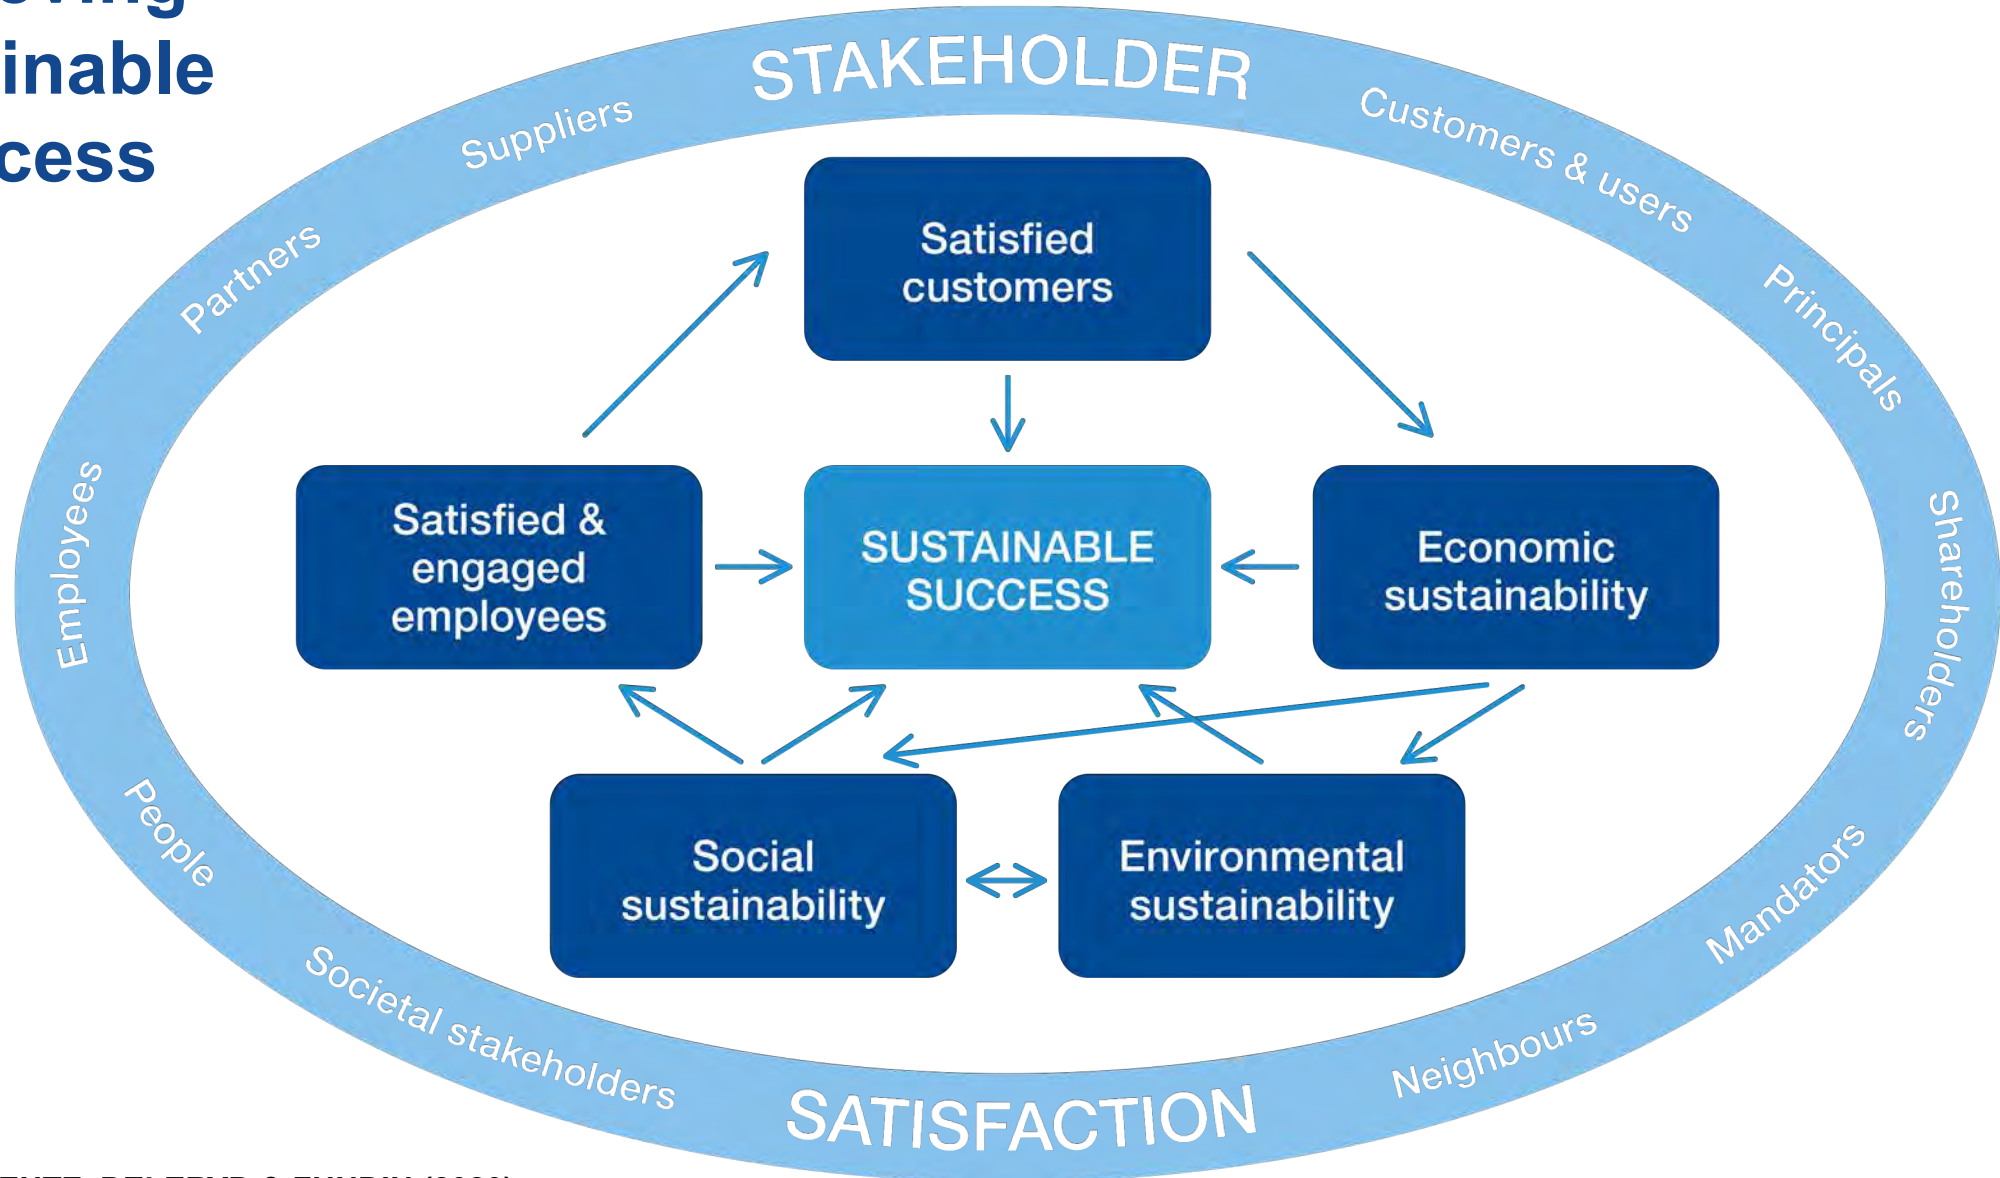 inable
cess
STAKEHOLDER
Suppliers
Customers & users
Partners
Principals
Employees
Shareholders
People
Mandators
Societal stakeholders
Neighbours
SATISFACTION
Satisfied
customers
Satisfied &
engaged
employees
SUSTAINABLE
SUCCESS
Economic
sustainability
Social
sustainability
Environmental
sustainability